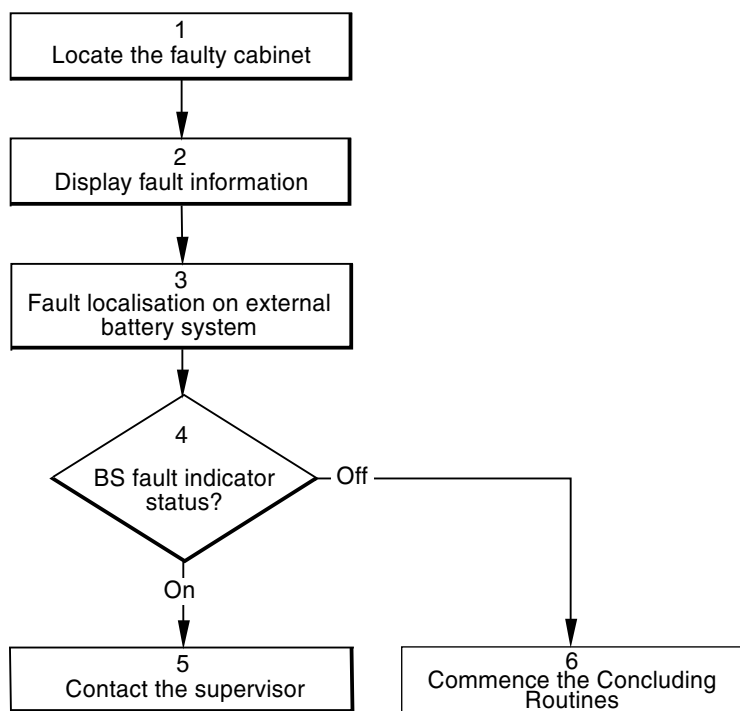 1
Locate the faulty cabinet
2
Display fault information
3
Fault localisation on external
battery system
4
BS fault indicator
status?
Off
On
5
Contact the supervisor
6
Commence the Concluding
Routines